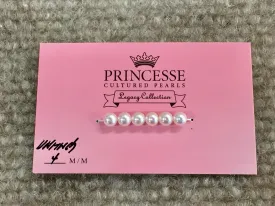 PRINCESSE
CULTURED PEARLS
Legacy Collection
4 M/M